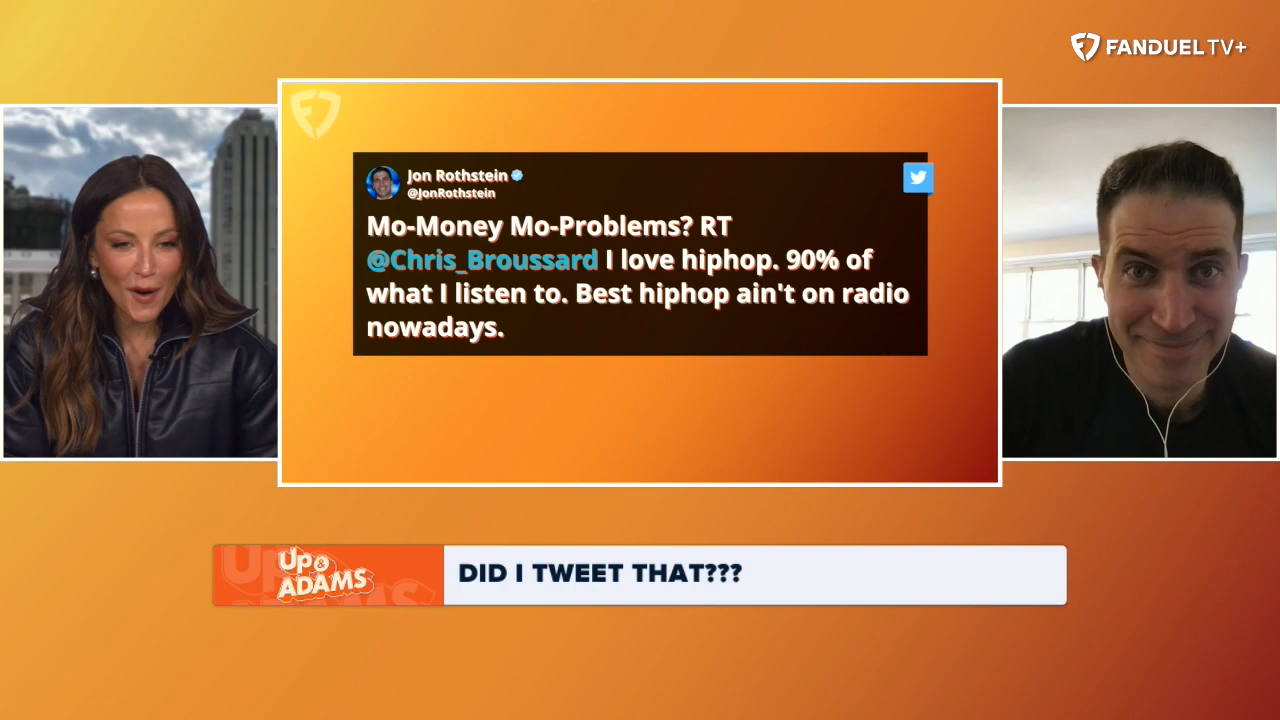 FANDUEL TV+
Jon Rothstein
@JonRothstein
Mo-Money Mo-Problems? RT
@Chris_Broussard I love hiphop. 90% of
what I listen to. Best hiphop ain't on radio
nowadays.
Up &
ADAMS
DID I TWEET THAT???